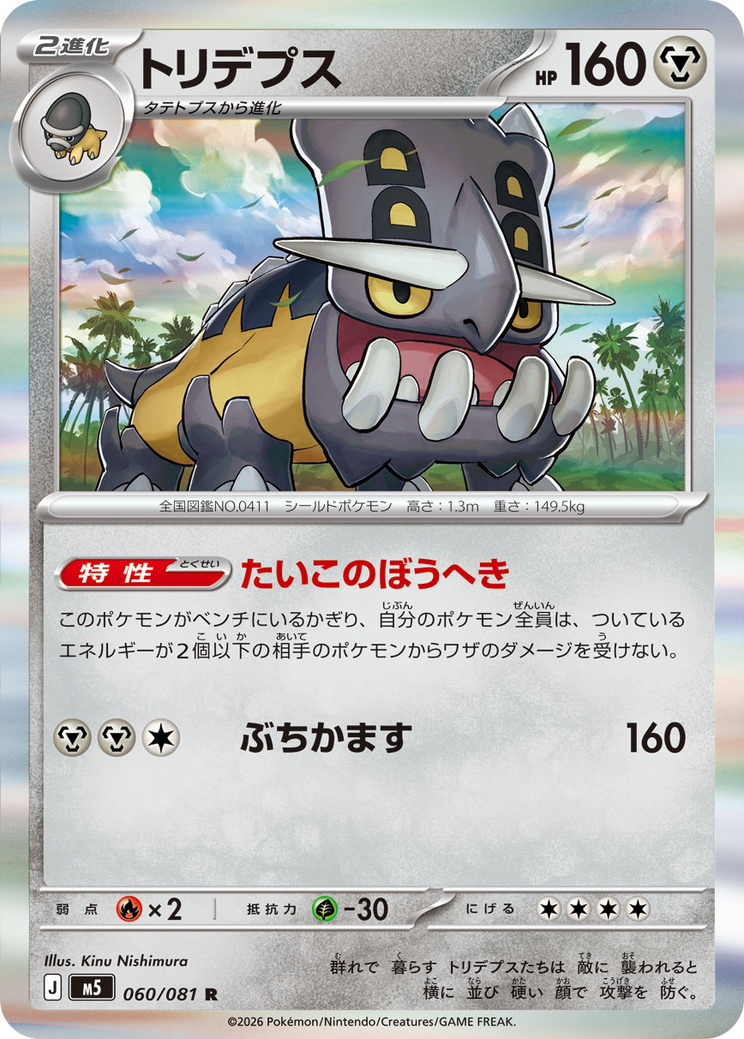 2進化
トリデプス
HP 160
タテトプスから進化
全国図鑑NO.0411 シールドポケモン 高さ:1.3m 重さ:149.5kg
特性 とくせい たいこのぼうへき
このポケモンがベンチにいるかぎり、自分のポケモン全員は、ついている
エネルギーが2個以下の相手のポケモンからワザのダメージを受けない。
ぶちかます 160
弱点 ×2 抵抗力 -30 にげる
Illus. Kinu Nishimura
J m5 060/081 R
群れで 暮らす トリデプスたちは 敵に 襲われると
横に 並び 硬い 顔で 攻撃を 防ぐ。
©2026 Pokémon/Nintendo/Creatures/GAME FREAK.